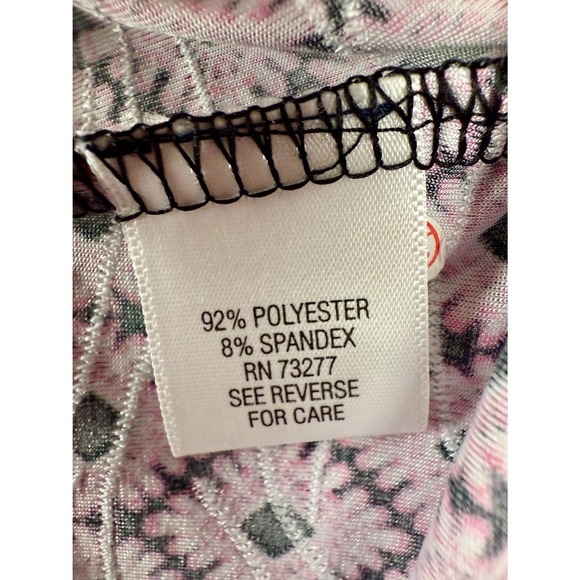 92% POLYESTER
8% SPANDEX
RN 73277
SEE REVERSE
FOR CARE